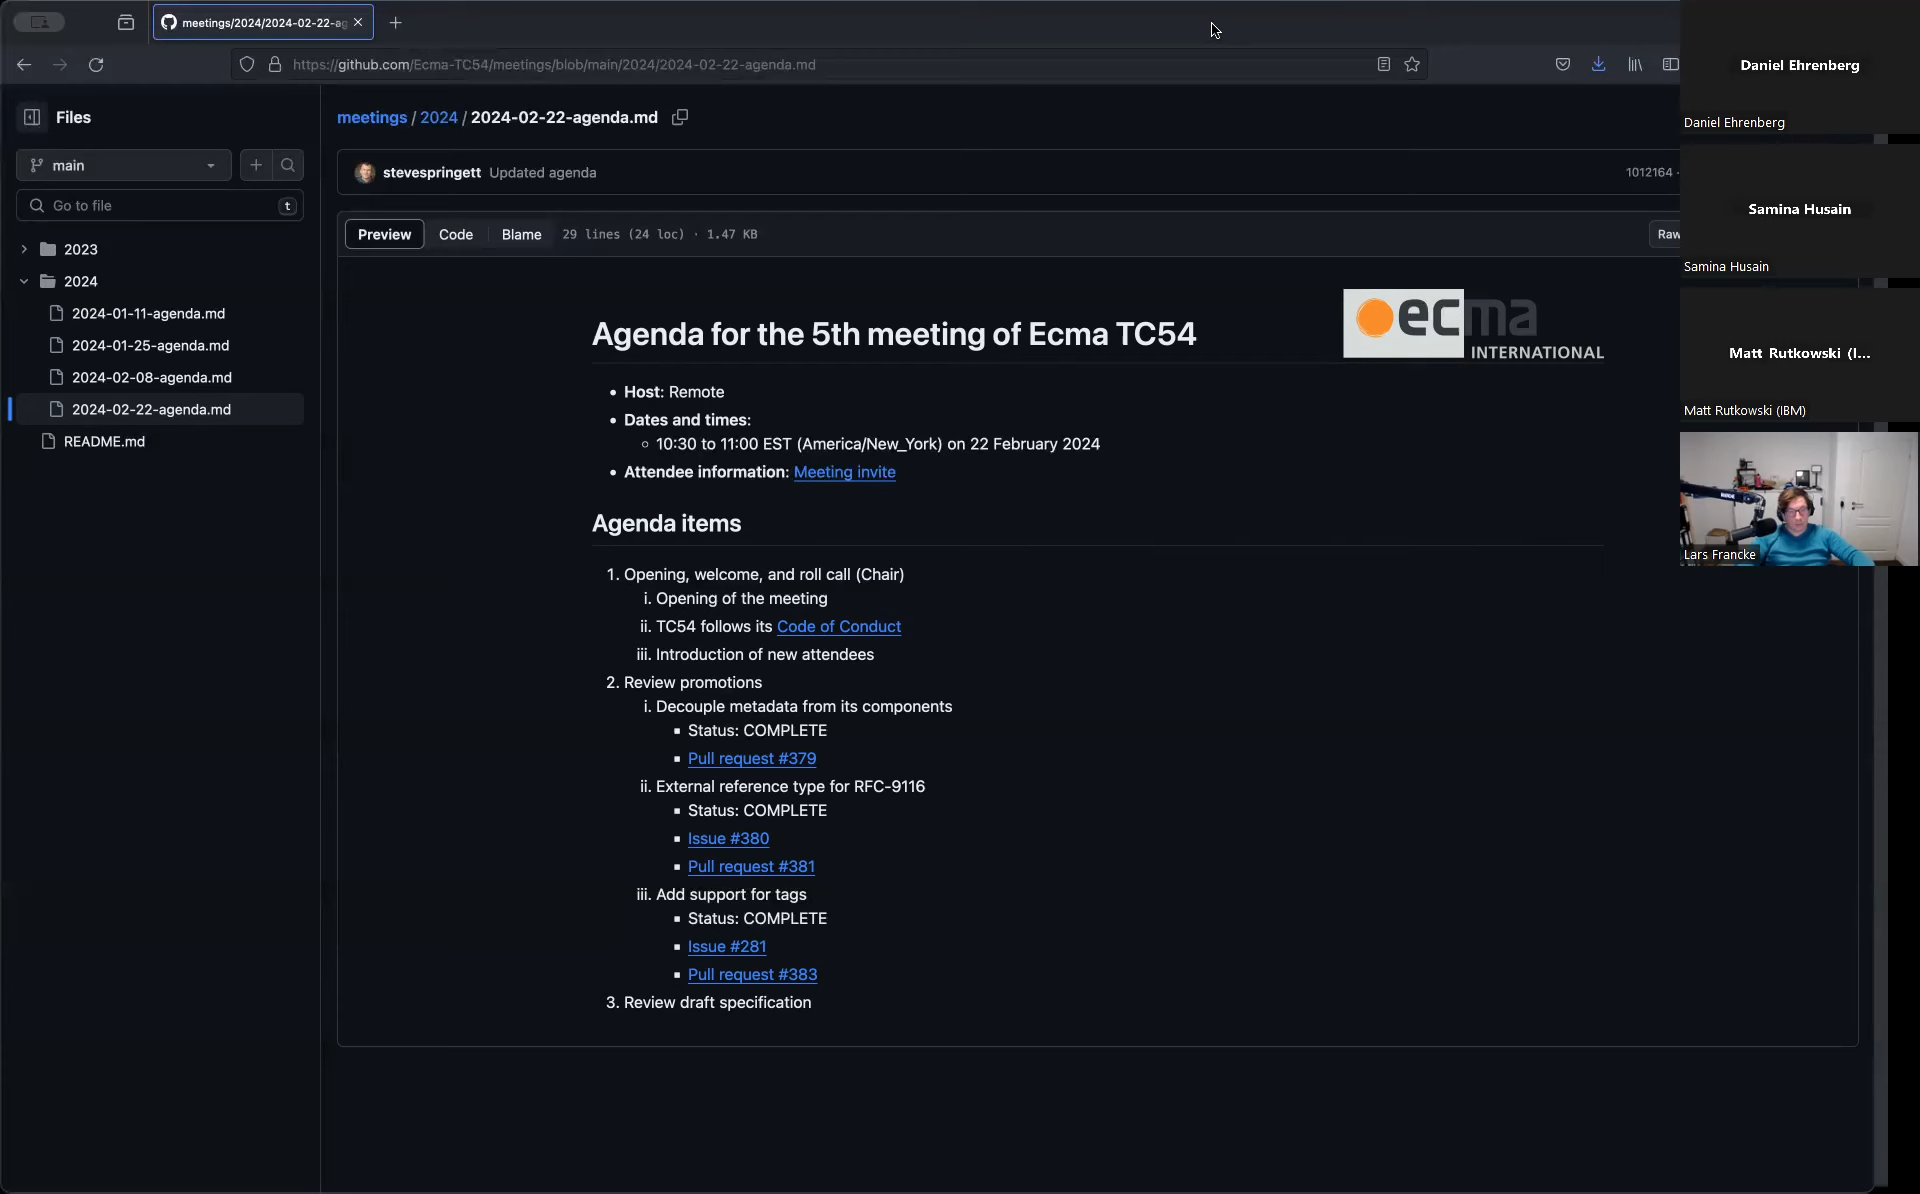 meetings/2024/2024-02-22-ag
https://github.com/Ecma-TC54/meetings/blob/main/2024/2024-02-22-agenda.md
Files
main
Go to file
t
2023
2024
2024-01-11-agenda.md
2024-01-25-agenda.md
2024-02-08-agenda.md
2024-02-22-agenda.md
README.md
meetings / 2024 / 2024-02-22-agenda.md
stevespringett Updated agenda
1012164 ·
Preview Code Blame 29 lines (24 loc) · 1.47 KB
Raw
ecma
INTERNATIONAL
Agenda for the 5th meeting of Ecma TC54
• Host: Remote
• Dates and times:
◦ 10:30 to 11:00 EST (America/New_York) on 22 February 2024
• Attendee information: Meeting invite
Agenda items
1. Opening, welcome, and roll call (Chair)
i. Opening of the meeting
ii. TC54 follows its Code of Conduct
iii. Introduction of new attendees
2. Review promotions
i. Decouple metadata from its components
▪ Status: COMPLETE
▪ Pull request #379
ii. External reference type for RFC-9116
▪ Status: COMPLETE
▪ Issue #380
▪ Pull request #381
iii. Add support for tags
▪ Status: COMPLETE
▪ Issue #281
▪ Pull request #383
3. Review draft specification
Daniel Ehrenberg
Daniel Ehrenberg
Samina Husain
Samina Husain
Matt Rutkowski (I...
Matt Rutkowski (IBM)
Lars Francke